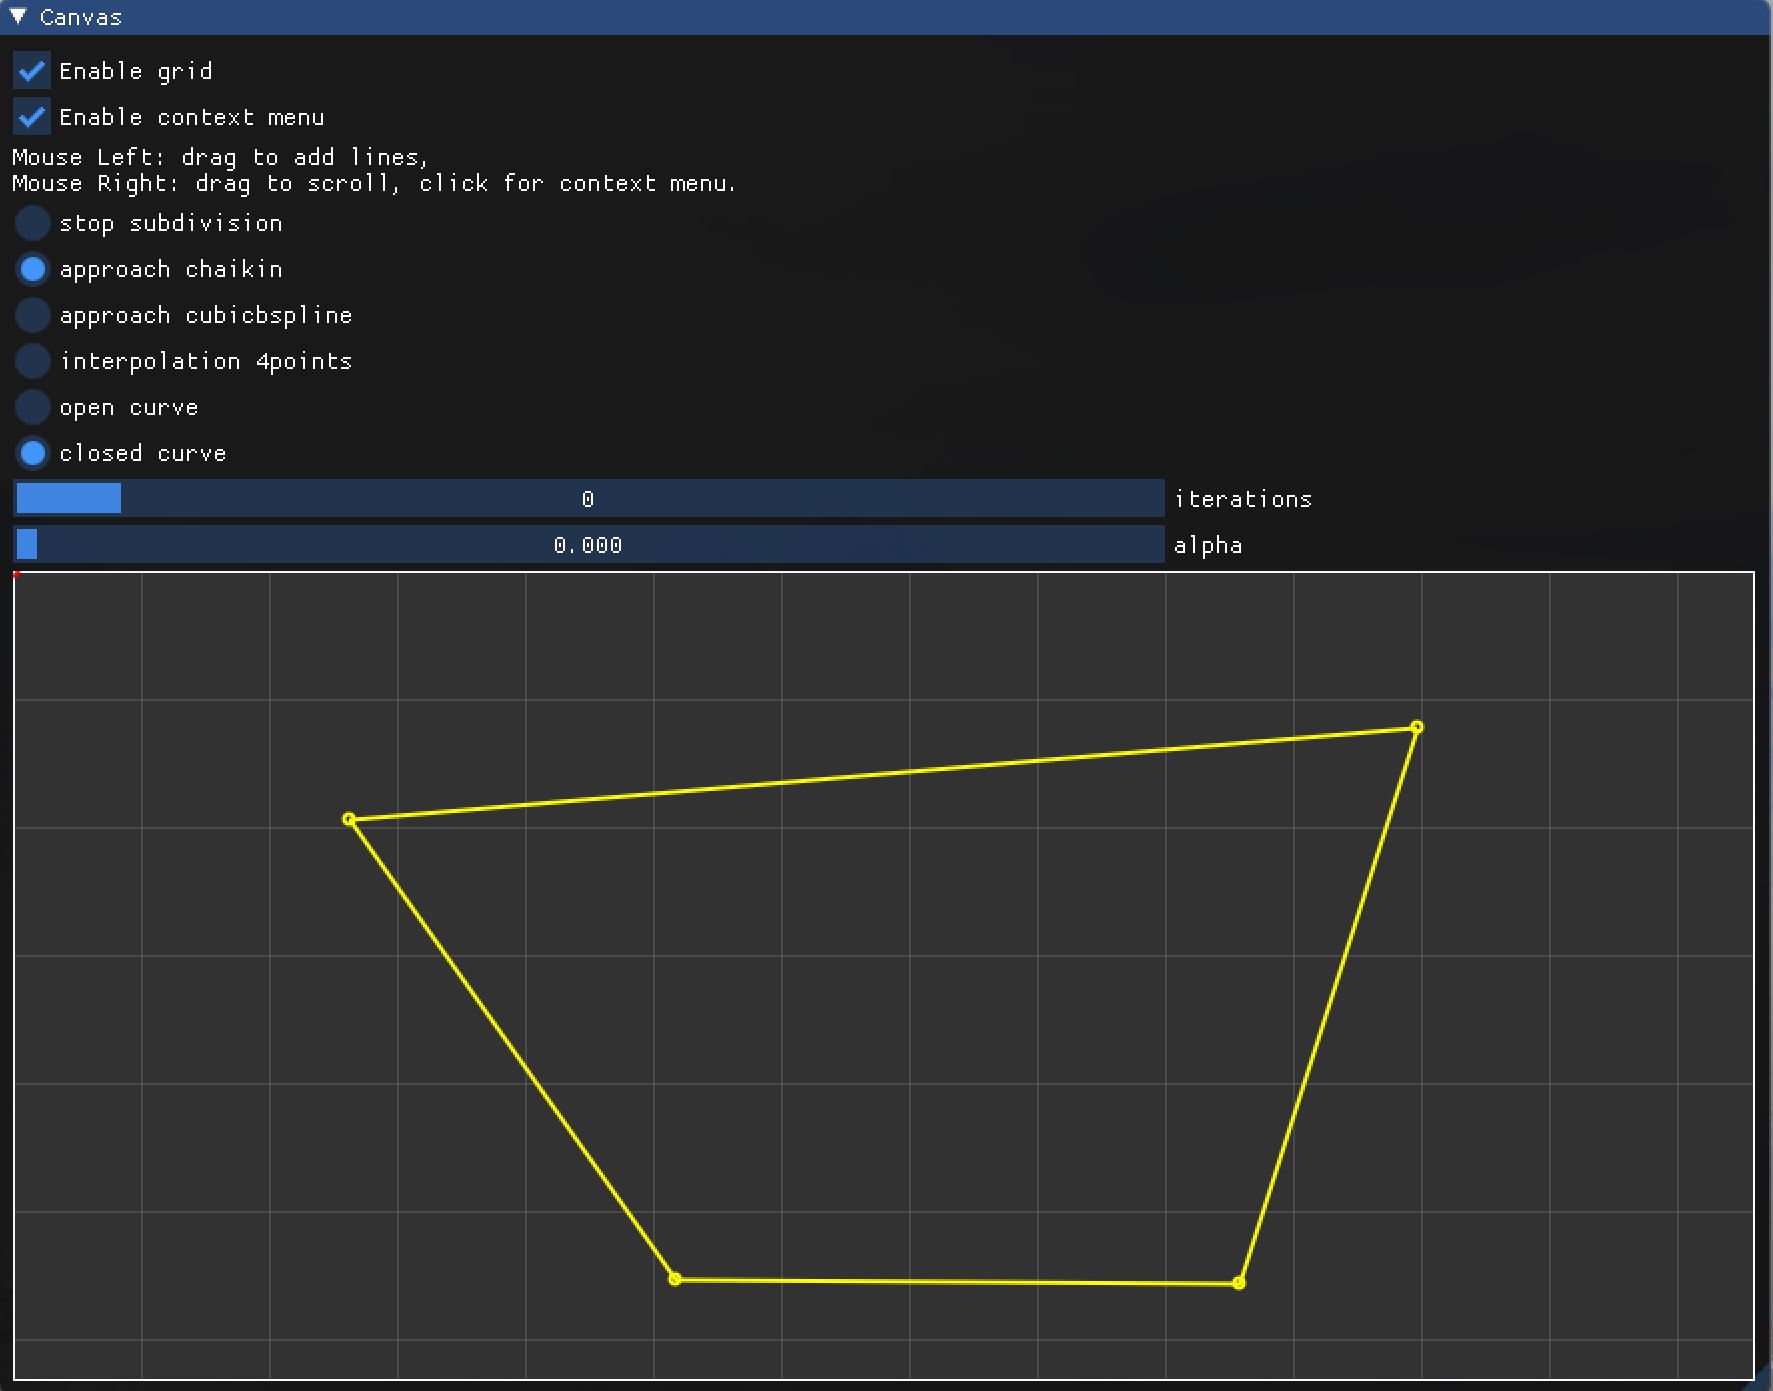 Canvas
Enable grid
Enable context menu
Mouse Left: drag to add lines,
Mouse Right: drag to scroll, click for context menu.
stop subdivision
approach chaikin
approach cubicbspline
interpolation 4points
open curve
closed curve
0 iterations
0.000 alpha